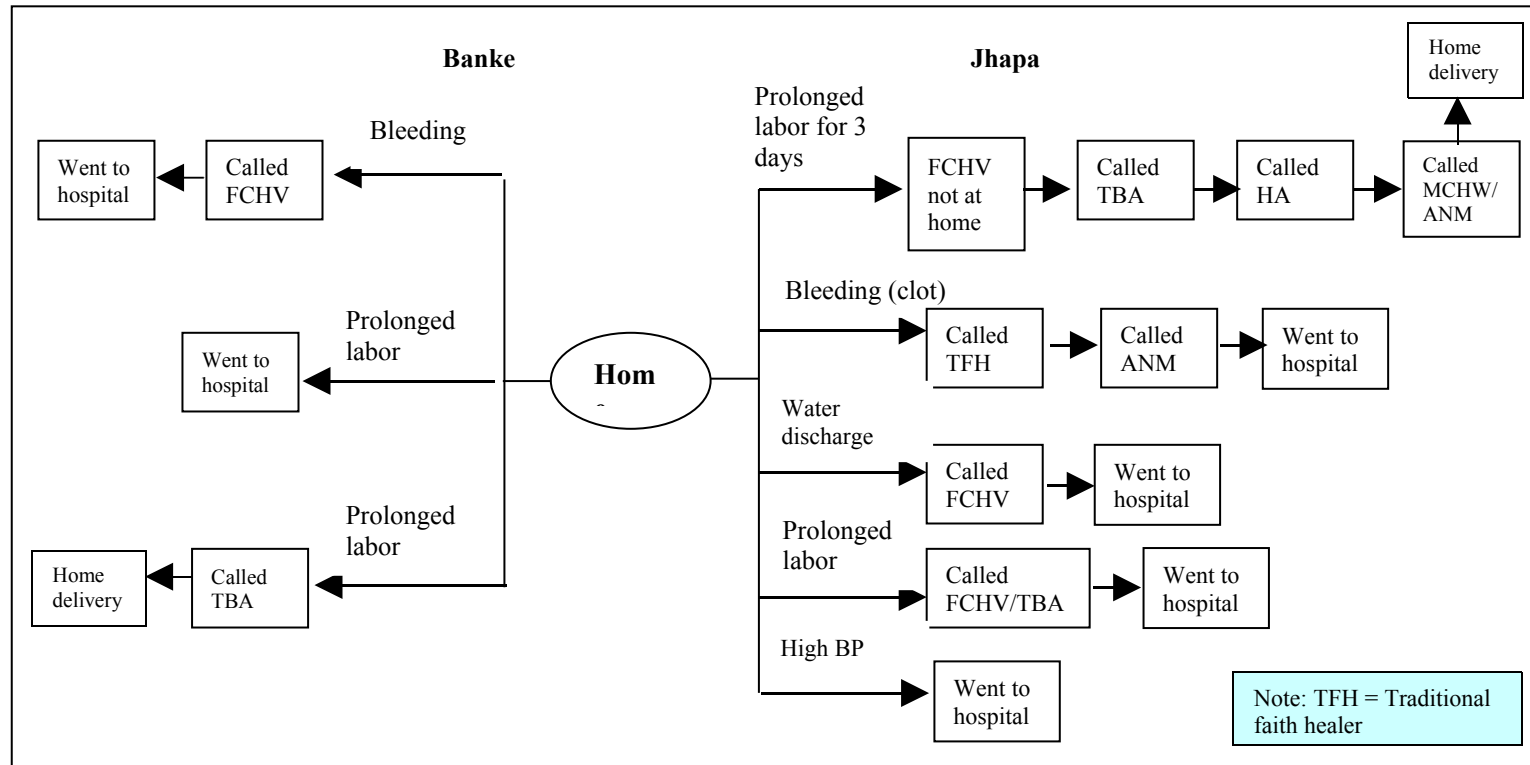 Banke
Jhapa
Bleeding
Went to
hospital
Called
FCHV
Prolonged
labor
Went to
hospital
Prolonged
labor
Home
delivery
Called
TBA
Hom
Prolonged
labor for 3
days
FCHV
not at
home
Called
TBA
Called
HA
Called
MCHW/
ANM
Home
delivery
Bleeding (clot)
Called
TFH
Called
ANM
Went to
hospital
Water
discharge
Called
FCHV
Went to
hospital
Prolonged
labor
Called
FCHV/TBA
Went to
hospital
High BP
Went to
hospital
Note: TFH = Traditional
faith healer